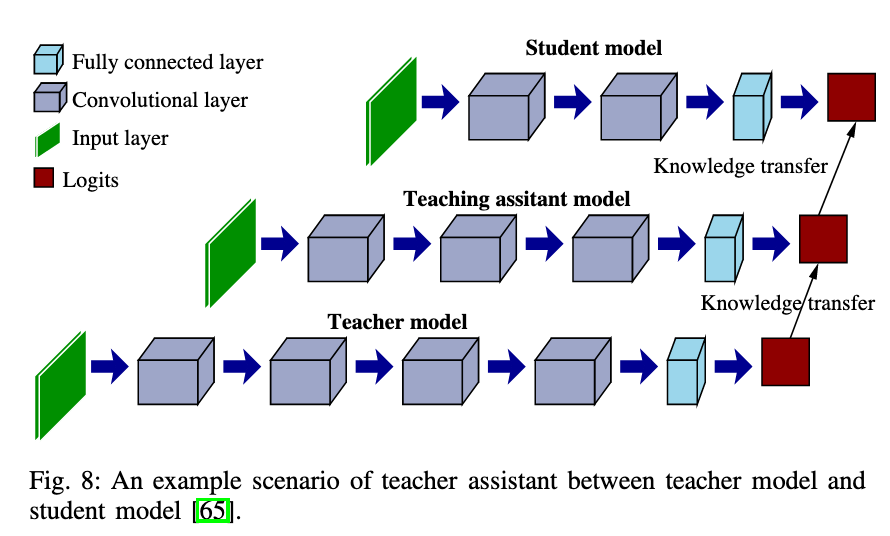 Student model
Fully connected layer
Convolutional layer
Input layer
Logits
Knowledge transfer
Teaching assitant model
Knowledge transfer
Teacher model
Fig. 8: An example scenario of teacher assistant between teacher model and
student model [65].